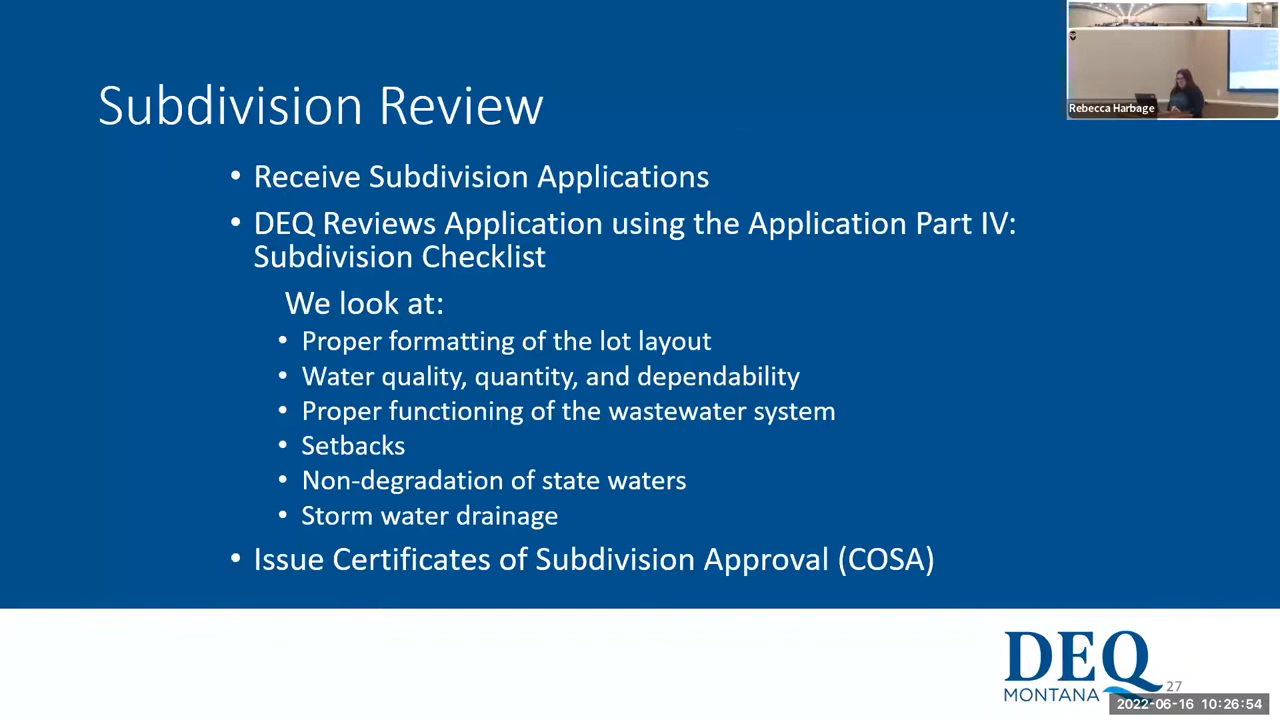 Rebecca Harbage
Subdivision Review
• Receive Subdivision Applications
• DEQ Reviews Application using the Application Part IV:
Subdivision Checklist
We look at:
• Proper formatting of the lot layout
• Water quality, quantity, and dependability
• Proper functioning of the wastewater system
• Setbacks
• Non-degradation of state waters
• Storm water drainage
• Issue Certificates of Subdivision Approval (COSA)
DEQ
MONTANA
27
2022-06-16 10:26:54